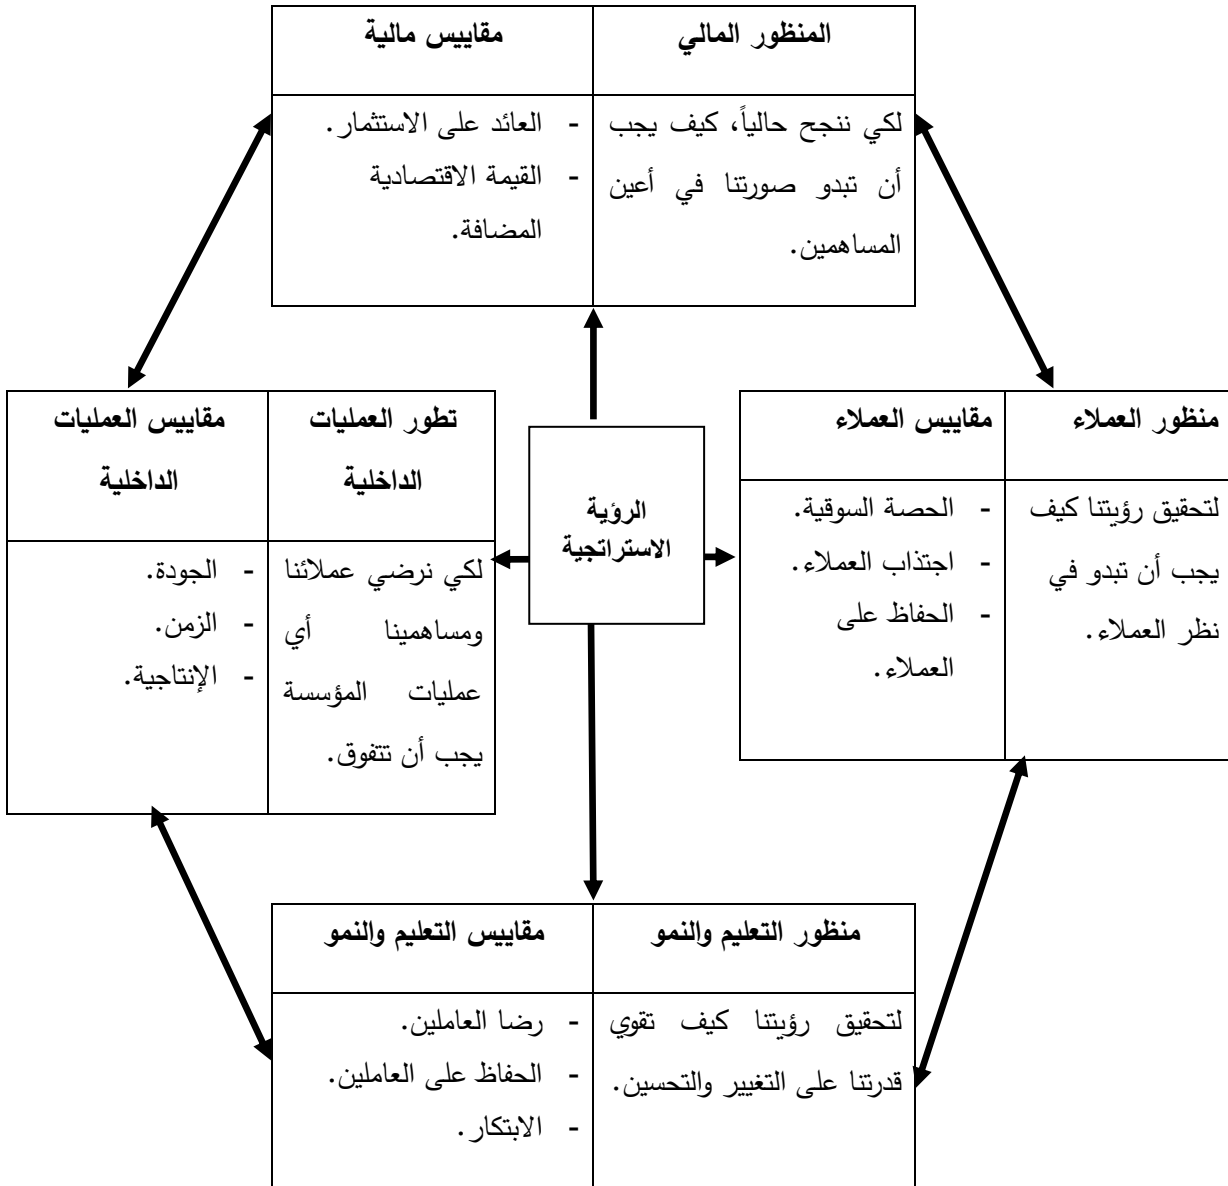 المنظور المالي
مقاييس مالية
لكي ننجح حالياً، كيف يجب
أن تبدو صورتنا في أعين
المساهمين.
- العائد على الاستثمار.
- القيمة الاقتصادية
المضافة.
منظور العملاء
مقاييس العملاء
لتحقيق رؤيتنا كيف
يجب أن تبدو في
نظر العملاء.
- الحصة السوقية.
- اجتذاب العملاء.
- الحفاظ على
العملاء.
الرؤية
الاستراتجية
تطور العمليات
الداخلية
مقاييس العمليات
الداخلية
لكي نرضي عملائنا
ومساهمينا أي
عمليات المؤسسة
يجب أن تتفوق.
- الجودة.
- الزمن.
- الإنتاجية.
منظور التعليم والنمو
مقاييس التعليم والنمو
لتحقيق رؤيتنا كيف تقوي
قدرتنا على التغيير والتحسين.
- رضا العاملين.
- الحفاظ على العاملين.
- الابتكار.